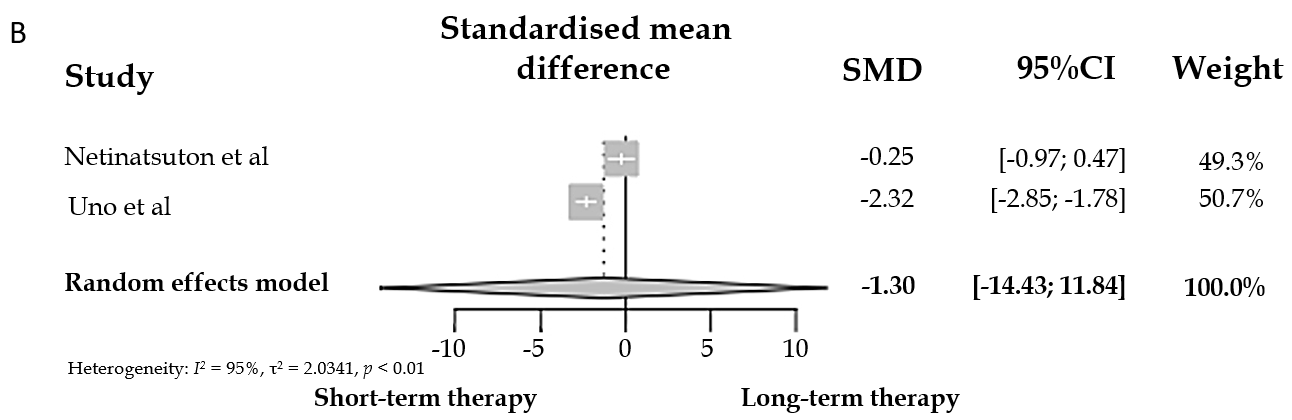 B
Study
Standardised mean
difference
SMD 95%CI Weight
Netinatsuton et al -0.25 [-0.97; 0.47] 49.3%
Uno et al -2.32 [-2.85; -1.78] 50.7%
Random effects model -1.30 [-14.43; 11.84] 100.0%
-10 -5 0 5 10
Heterogeneity: I² = 95%, τ² = 2.0341, p < 0.01
Short-term therapy Long-term therapy